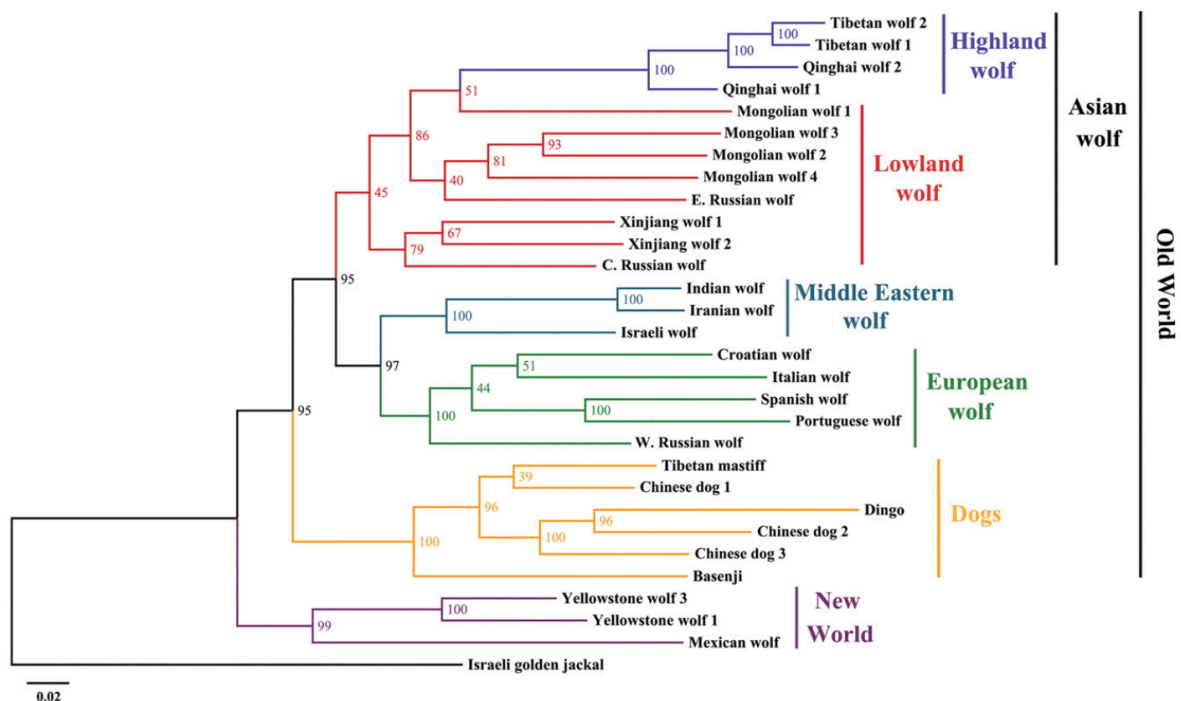 Tibetan wolf 2
100
Tibetan wolf 1
100
Qinghai wolf 2
100
Qinghai wolf 1
Highland
wolf
51
Mongolian wolf 1
86
Mongolian wolf 3
93
Mongolian wolf 2
81
Mongolian wolf 4
40
E. Russian wolf
Lowland
wolf
45
Xinjiang wolf 1
67
Xinjiang wolf 2
79
C. Russian wolf
Asian
wolf
95
Indian wolf
100
Iranian wolf
100
Israeli wolf
Middle Eastern
wolf
97
Croatian wolf
51
Italian wolf
44
Spanish wolf
100
Portuguese wolf
100
W. Russian wolf
European
wolf
95
Tibetan mastiff
39
Chinese dog 1
96
Dingo
96
Chinese dog 2
100
Chinese dog 3
100
Basenji
Dogs
Old World
Yellowstone wolf 3
100
Yellowstone wolf 1
99
Mexican wolf
New
World
Israeli golden jackal
0.02